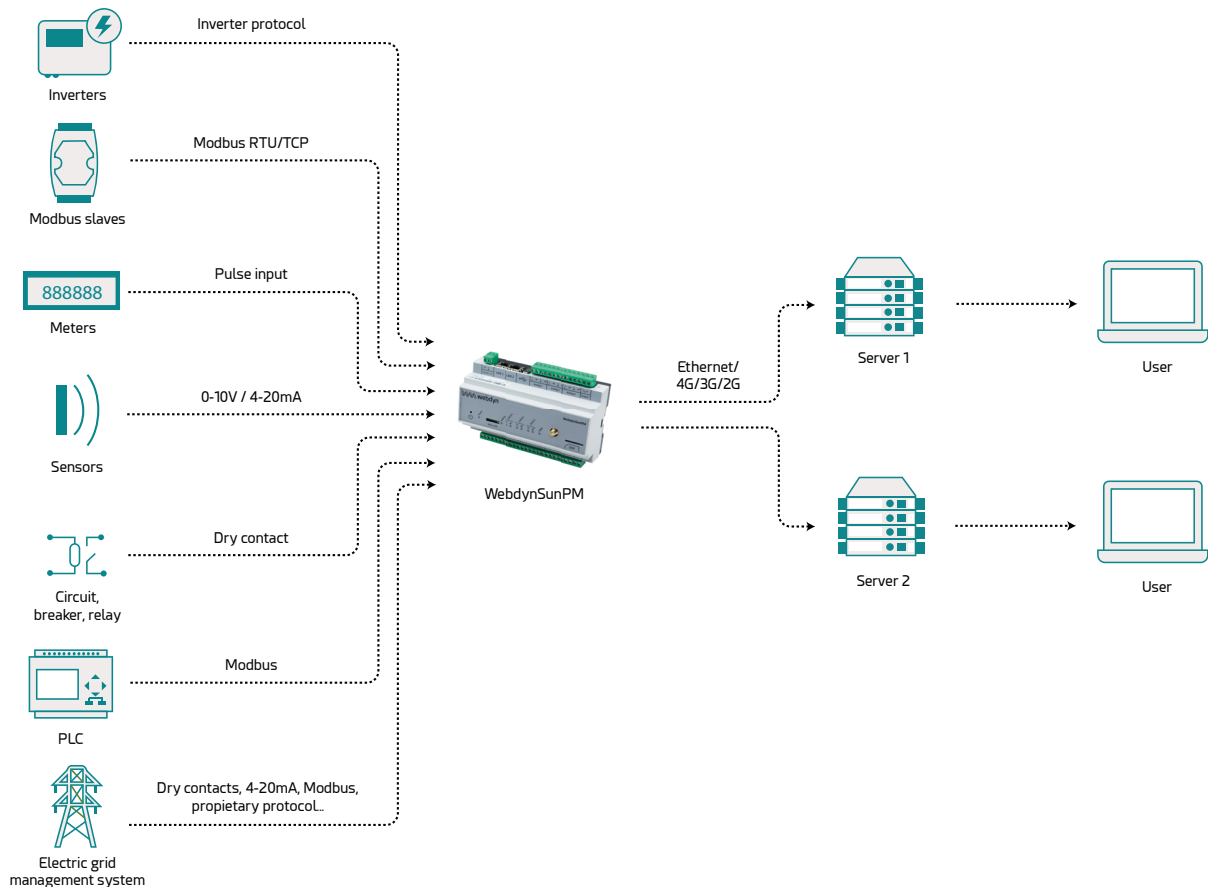 Inverter protocol
Inverters
Modbus RTU/TCP
Modbus slaves
Pulse input
888888
Meters
0-10V / 4-20mA
Sensors
Dry contact
Circuit,
breaker, relay
Modbus
PLC
Dry contacts, 4-20mA, Modbus,
propietary protocol...
Electric grid
management system
webdyn
WebdynSunPM
Ethernet/
4G/3G/2G
Server 1
User
Server 2
User